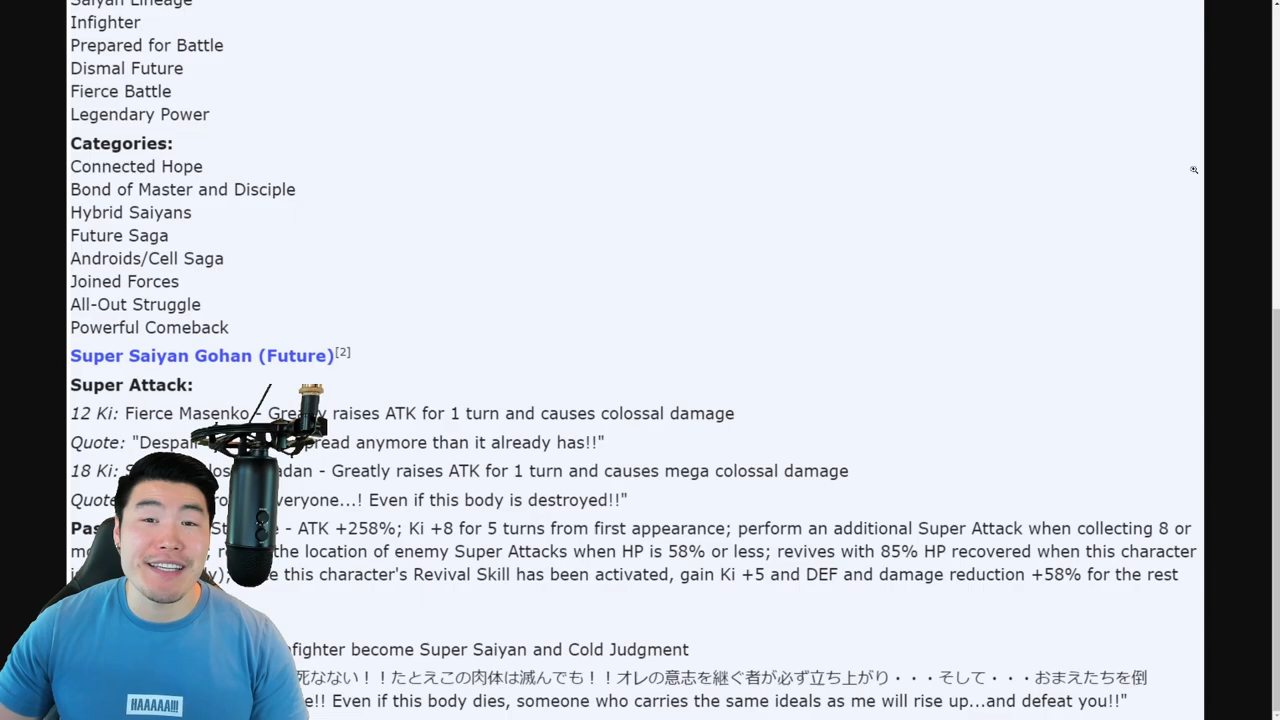 Saiyan Lineage
Infighter
Prepared for Battle
Dismal Future
Fierce Battle
Legendary Power
Categories:
Connected Hope
Bond of Master and Disciple
Hybrid Saiyans
Future Saga
Androids/Cell Saga
Joined Forces
All-Out Struggle
Powerful Comeback
Super Saiyan Gohan (Future)[2]
Super Attack:
12 Ki: Fierce Masenko - Greatly raises ATK for 1 turn and causes colossal damage
Quote: "Despair spread anymore than it already has!!"
18 Ki: - Greatly raises ATK for 1 turn and causes mega colossal damage
Quote everyone...! Even if this body is destroyed!!"
- ATK +258%; Ki +8 for 5 turns from first appearance; perform an additional Super Attack when collecting 8 or
the location of enemy Super Attacks when HP is 58% or less; revives with 85% HP recovered when this character
this character's Revival Skill has been activated, gain Ki +5 and DEF and damage reduction +58% for the rest
become Super Saiyan and Cold Judgment
死なない！！たとえこの肉体は滅んでも！！オレの意志を継ぐ者が必ず立ち上がり・・・そして・・・おまえたちを倒
!! Even if this body dies, someone who carries the same ideals as me will rise up...and defeat you!!"
HAAAAA!!!